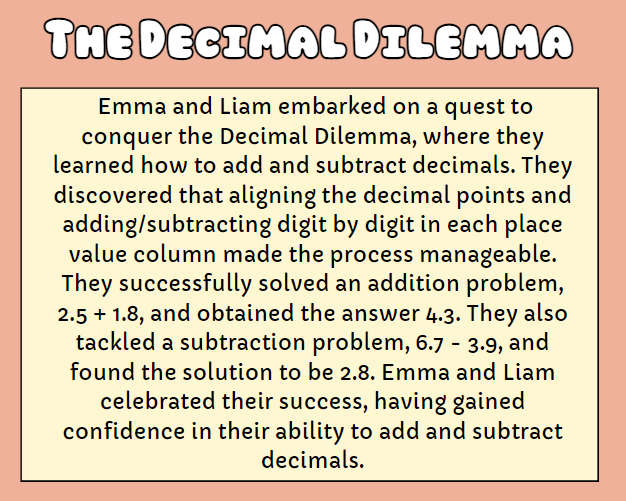 The Decimal Dilemma
Emma and Liam embarked on a quest to
conquer the Decimal Dilemma, where they
learned how to add and subtract decimals. They
discovered that aligning the decimal points and
adding/subtracting digit by digit in each place
value column made the process manageable.
They successfully solved an addition problem,
2.5 + 1.8, and obtained the answer 4.3. They also
tackled a subtraction problem, 6.7 - 3.9, and
found the solution to be 2.8. Emma and Liam
celebrated their success, having gained
confidence in their ability to add and subtract
decimals.